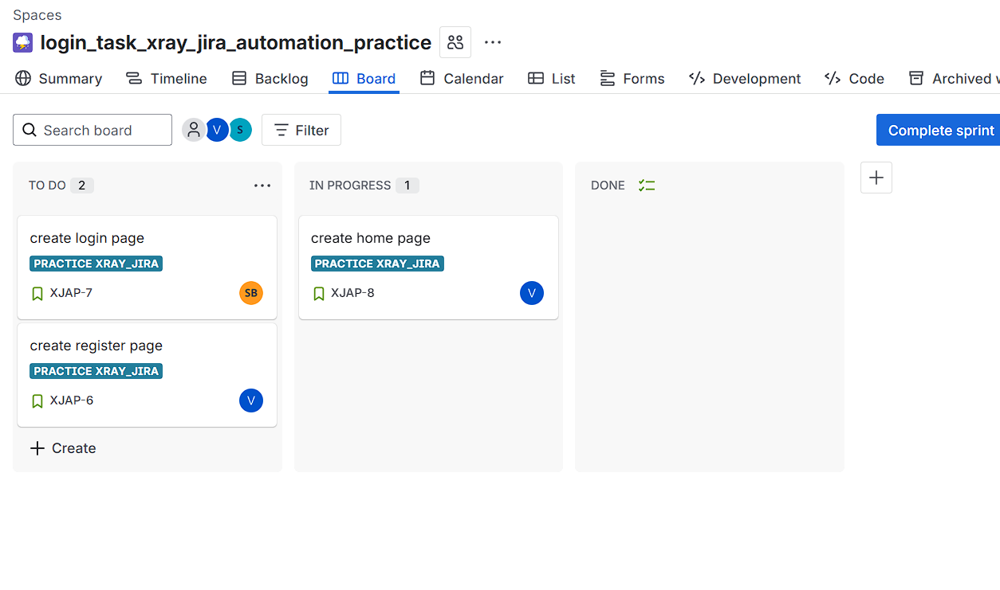 Spaces
login_task_xray_jira_automation_practice
Summary Timeline Backlog Board Calendar List Forms Development Code Archived w
Search board V S Filter Complete sprint
TO DO 2
create login page
PRACTICE XRAY_JIRA
XJAP-7 SB
create register page
PRACTICE XRAY_JIRA
XJAP-6 V
Create
IN PROGRESS 1
create home page
PRACTICE XRAY_JIRA
XJAP-8 V
DONE